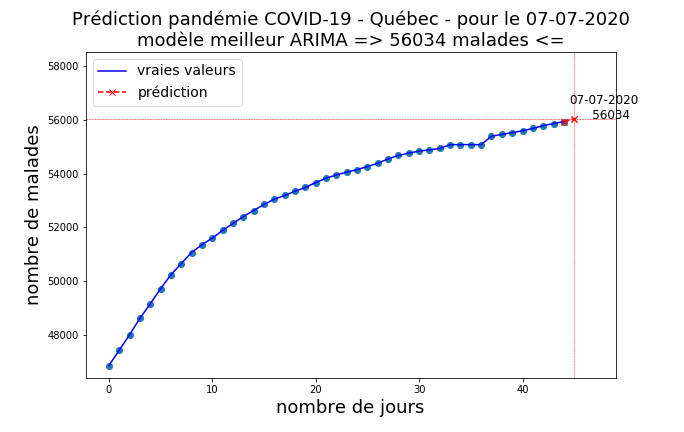 Prédiction pandémie COVID-19 - Québec - pour le 07-07-2020
modèle meilleur ARIMA => 56034 malades <=
vraies valeurs
prédiction
07-07-2020
56034
nombre de malades
58000
56000
54000
52000
50000
48000
0 10 20 30 40
nombre de jours